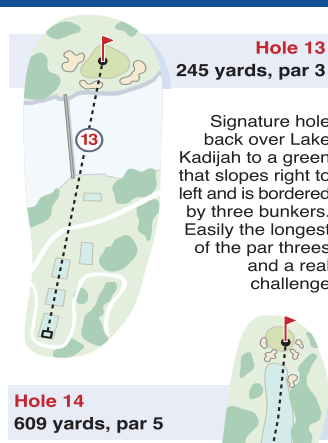 Hole 13
245 yards, par 3
13
Signature hole
back over Lake
Kadijah to a green
that slopes right to
left and is bordered
by three bunkers.
Easily the longest
of the par threes
and a real
challenge
Hole 14
609 yards, par 5